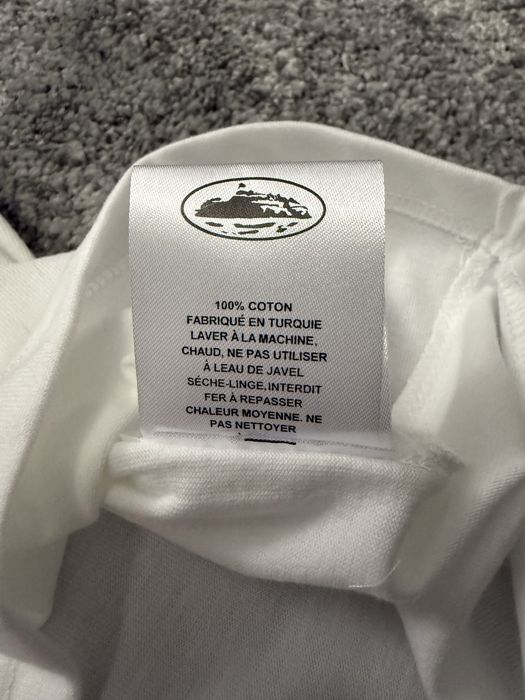 100% COTON
FABRIQUÉ EN TURQUIE
LAVER À LA MACHINE,
CHAUD, NE PAS UTILISER
À LEAU DE JAVEL
SÉCHE-LINGE, INTERDIT
FER À REPASSER
CHALEUR MOYENNE. NE
PAS NETTOYER